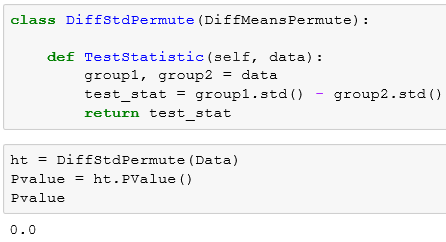 class DiffStdPermute(DiffMeansPermute):
    def TestStatistic(self, data):
        group1, group2 = data
        test_stat = group1.std() - group2.std()
        return test_stat
ht = DiffStdPermute(Data)
Pvalue = ht.PValue()
Pvalue
0.0